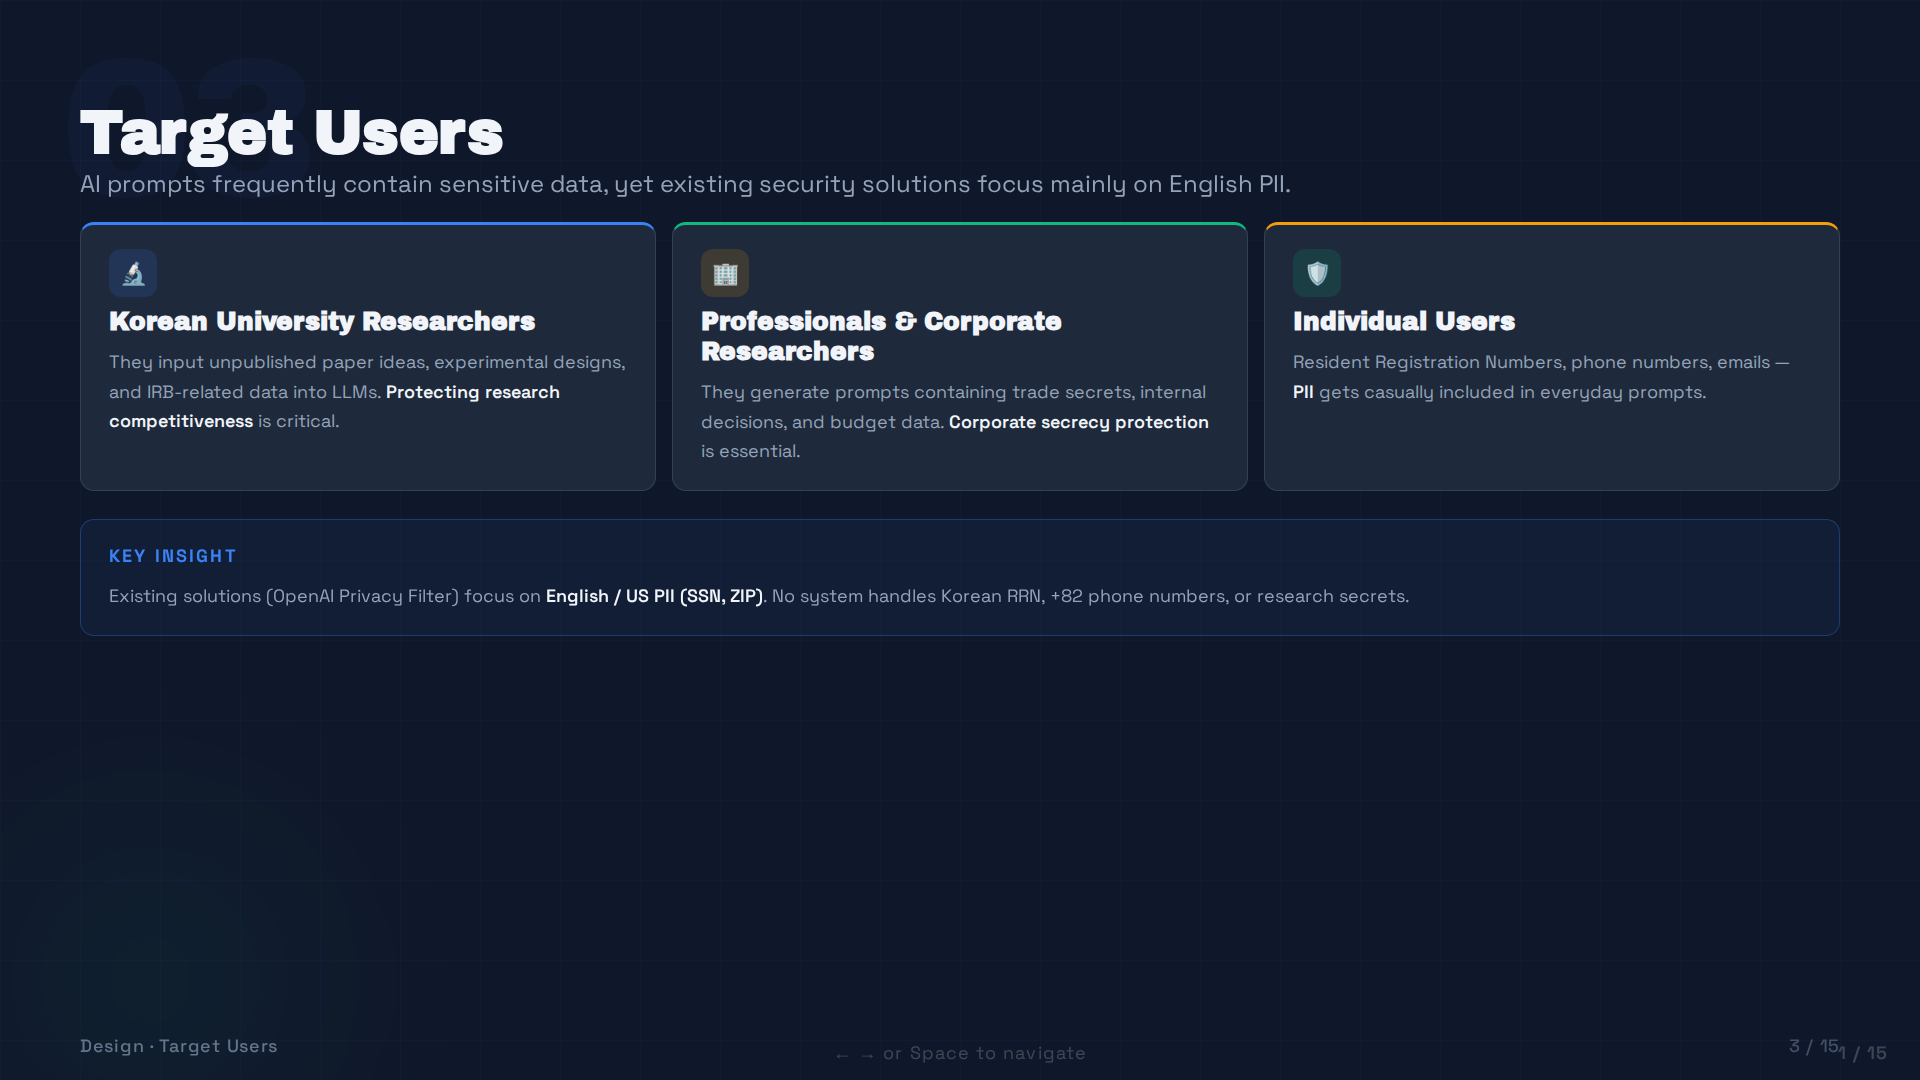 03
Target Users
AI prompts frequently contain sensitive data, yet existing security solutions focus mainly on English PII.
Korean University Researchers
They input unpublished paper ideas, experimental designs,
and IRB-related data into LLMs. Protecting research
competitiveness is critical.
Professionals & Corporate
Researchers
They generate prompts containing trade secrets, internal
decisions, and budget data. Corporate secrecy protection
is essential.
Individual Users
Resident Registration Numbers, phone numbers, emails —
PII gets casually included in everyday prompts.
KEY INSIGHT
Existing solutions (OpenAI Privacy Filter) focus on English / US PII (SSN, ZIP). No system handles Korean RRN, +82 phone numbers, or research secrets.
Design · Target Users
← → or Space to navigate
3 / 15
1 / 15